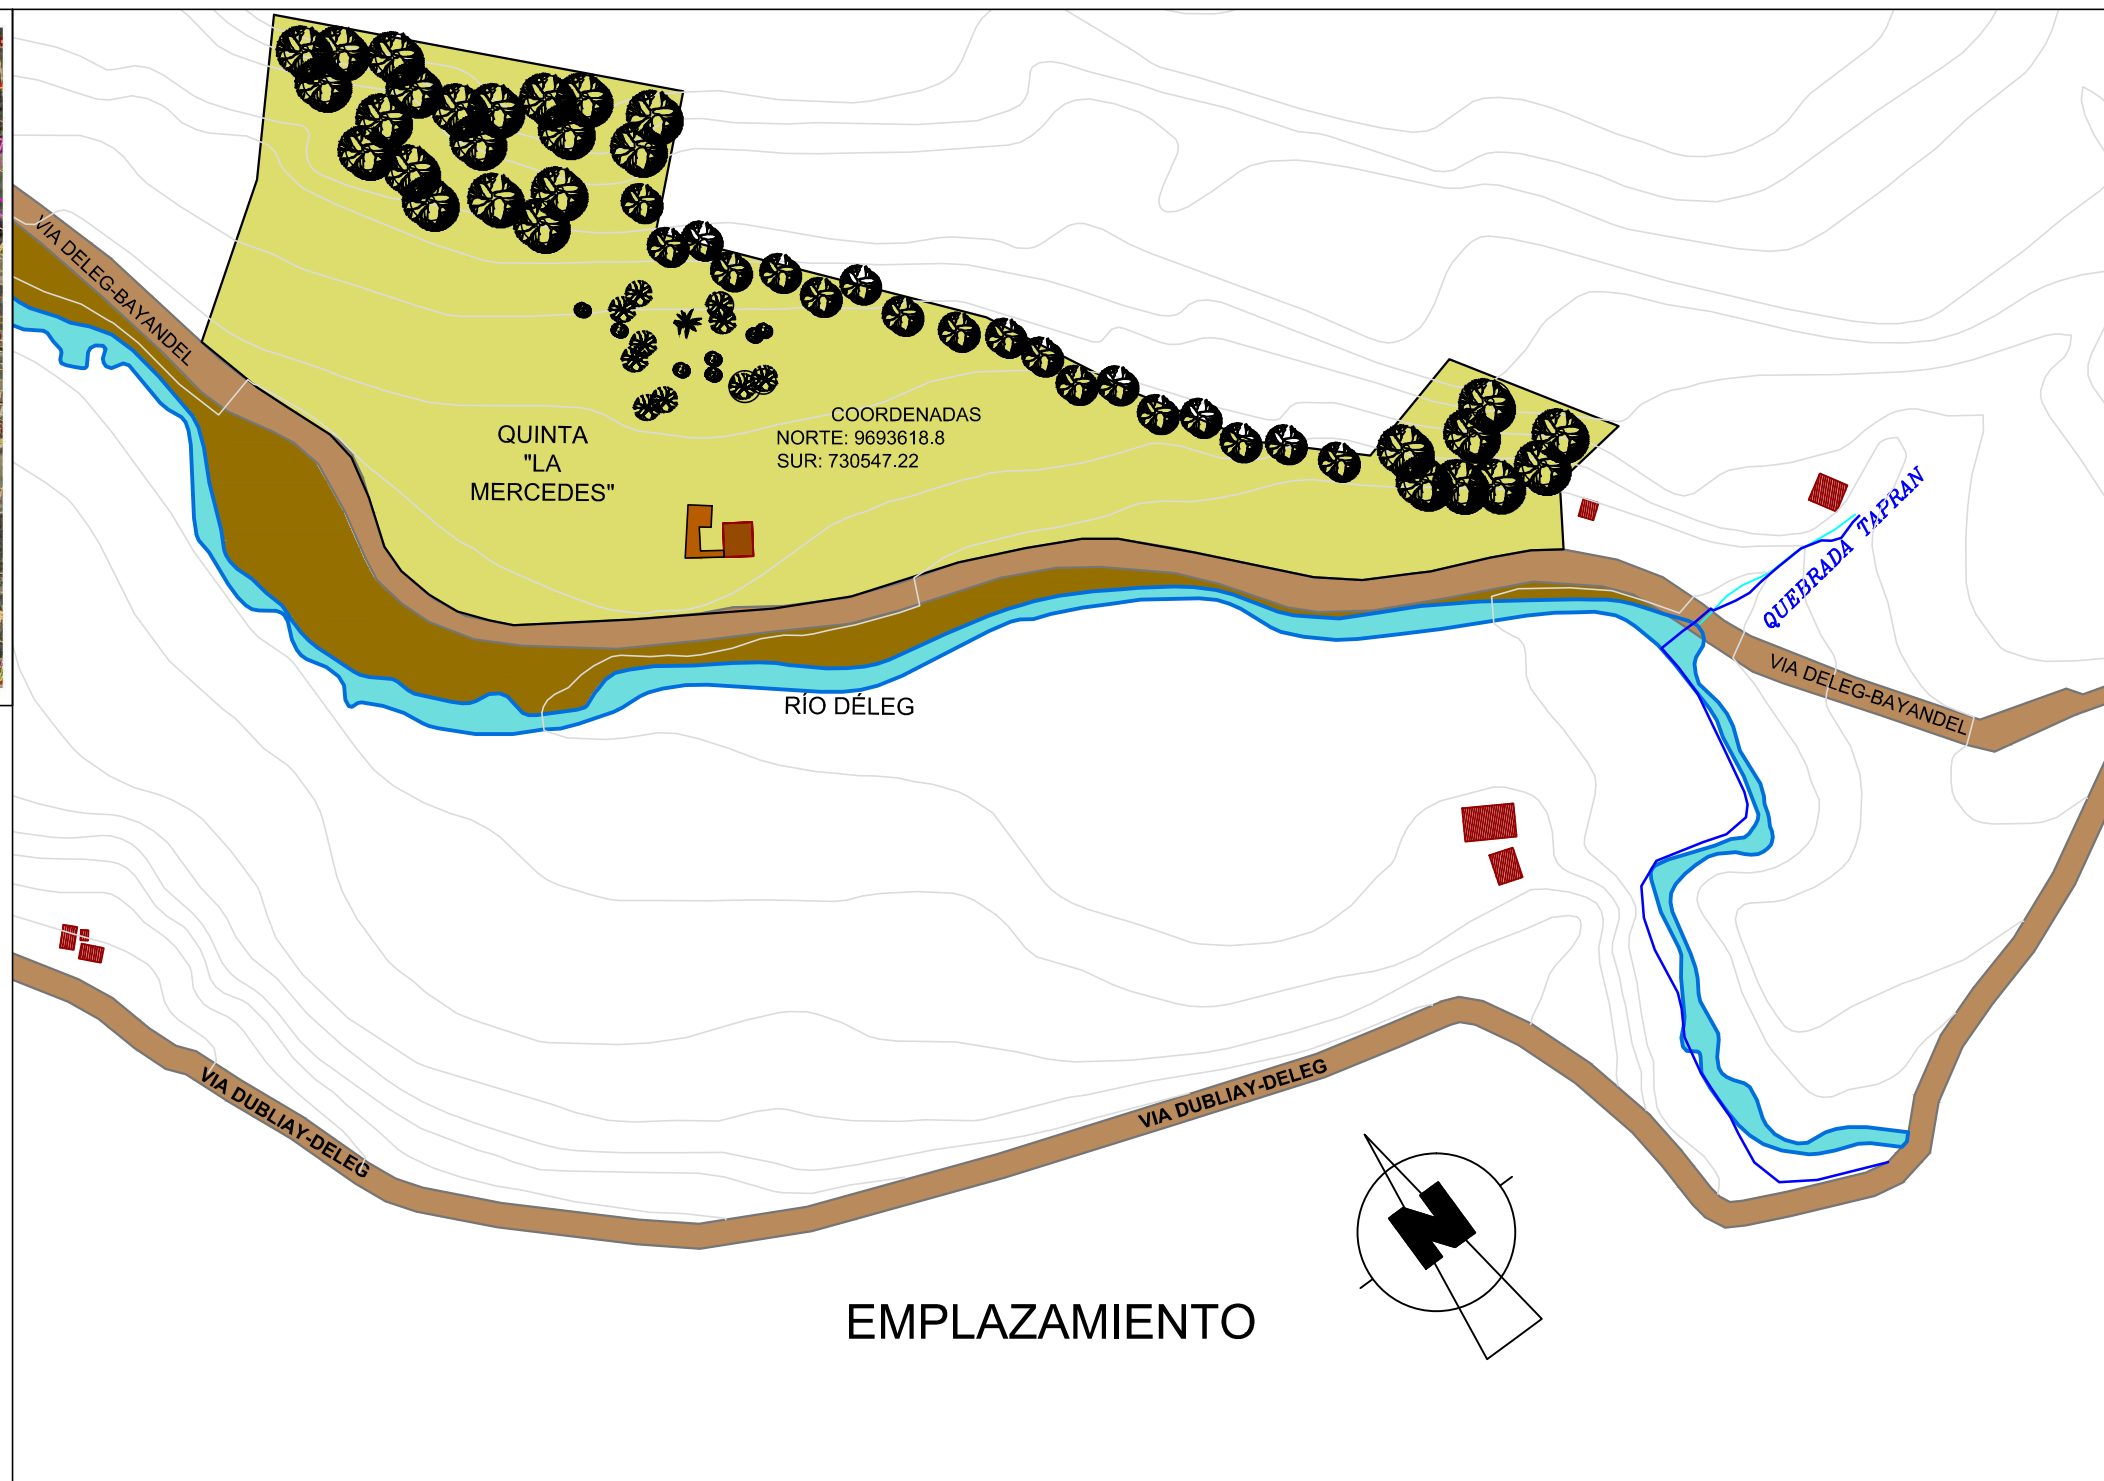 VIA DELEG-BAYANDEL
QUINTA
"LA
MERCEDES"
COORDENADAS
NORTE: 9693618.8
SUR: 730547.22
QUEBRADA TAPRAN
VIA DELEG-BAYANDEL
RÍO DÉLEG
VIA DUBLIAY-DELEG
VIA DUBLIAY-DELEG
N
EMPLAZAMIENTO